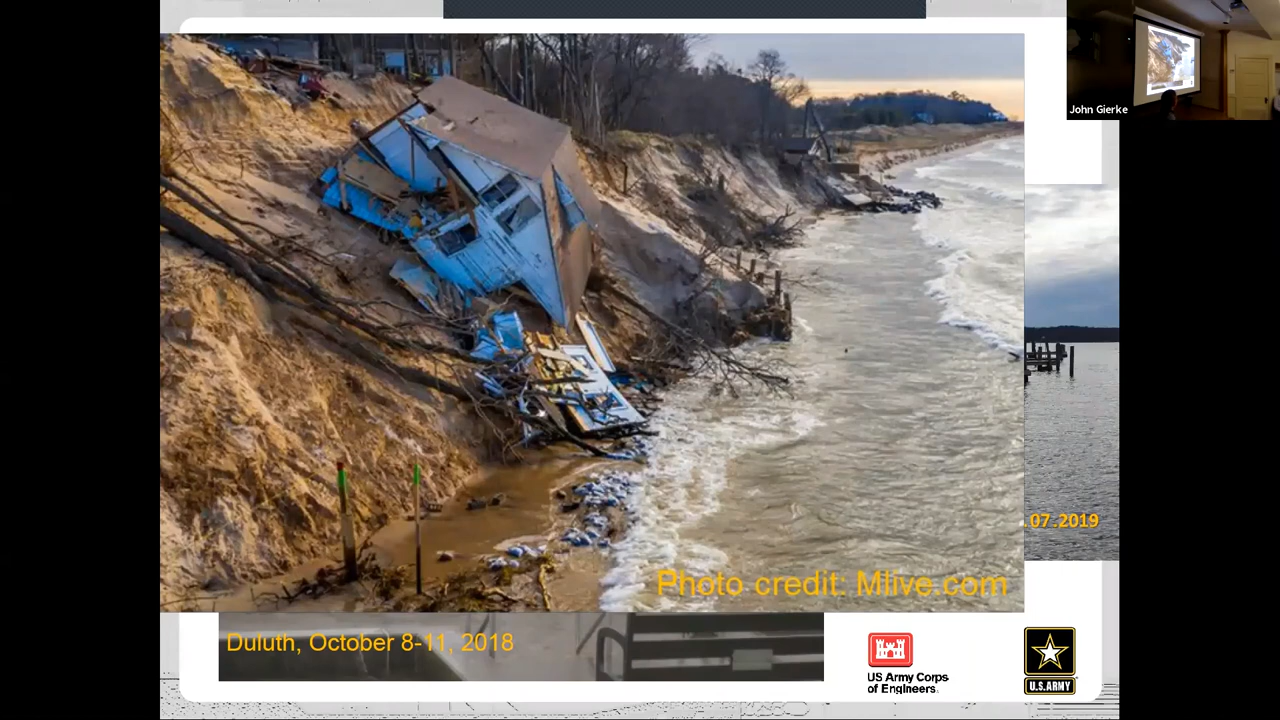 John Gierke
.07.2019
Photo credit: Mlive.com
Duluth, October 8-11, 2018
US Army Corps
of Engineers.
U.S.ARMY